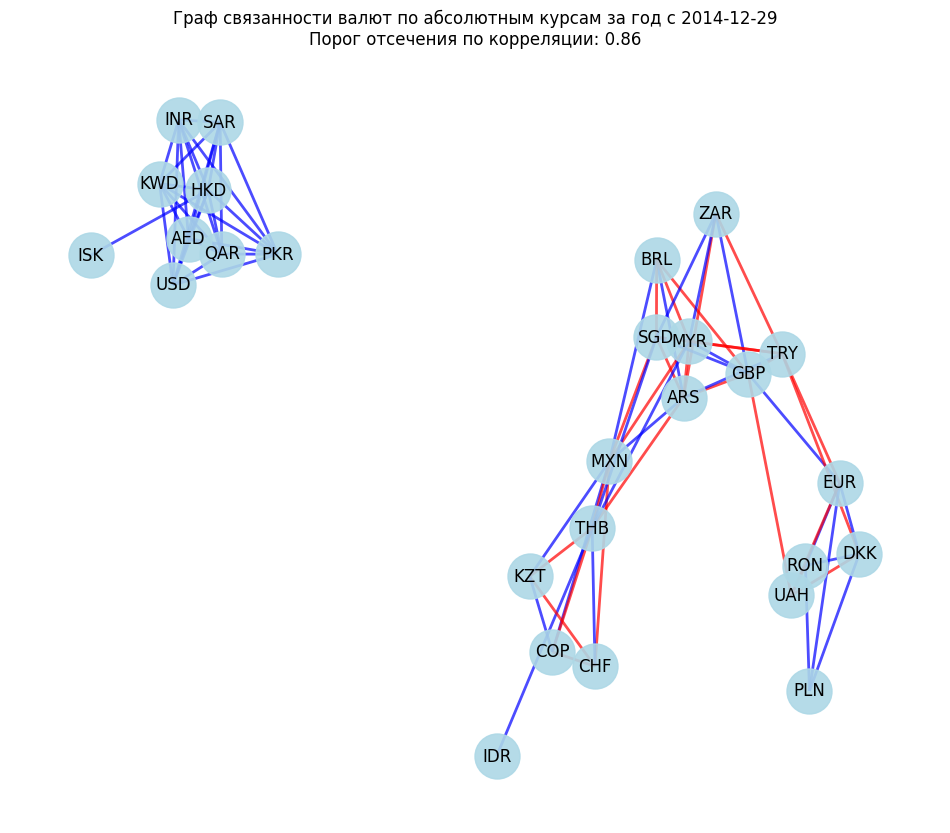 Граф связанности валют по абсолютным курсам за год с 2014-12-29
Порог отсечения по корреляции: 0.86
INR
SAR
KWD
HKD
AED
QAR
PKR
ISK
USD
ZAR
BRL
SGD
MYR
TRY
GBP
ARS
MXN
EUR
THB
DKK
RON
KZT
UAH
COP
CHF
PLN
IDR